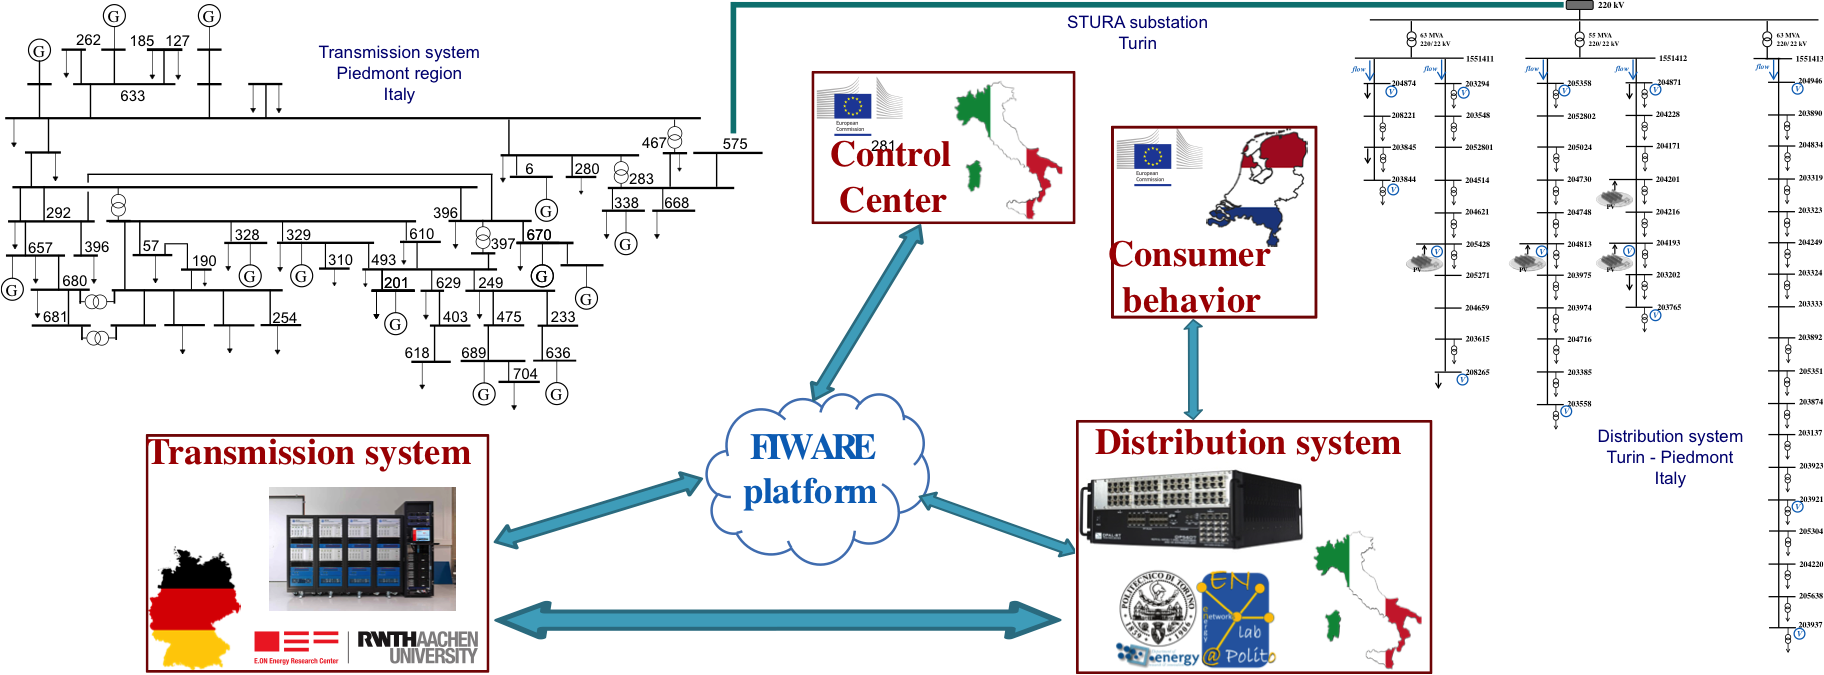 Transmission system
Piedmont region
Italy
G
G
G
262
185
127
633
467
575
6
280
283
338
668
G
G
292
396
670
397
657
396
57
190
328
329
310
610
493
G
G
G
G
G
680
681
254
201
629
249
G
403
475
233
618
689
636
704
G
G
STURA substation
Turin
European
Commission
281
Control
Center
European
Commission
Consumer
behavior
FIWARE
platform
Transmission system
E.ON Energy Research Center
RWTHAACHEN
UNIVERSITY
Distribution system
OPAL-RT
POLITECNICO DI TORINO
1859
1906
EN
energy
Network
lab
@ Polito
energy
220 kV
63 MVA
220/ 22 kV
55 MVA
220/ 22 kV
63 MVA
220/ 22 kV
1551411
1551412
1551413
flow
flow
flow
flow
flow
204874
V
208221
203845
203844
V
203294
V
203548
2052801
204514
204621
205428
V
PV
205271
204659
203615
208265
V
205358
V
2052802
205024
204730
204748
204813
V
PV
203975
203974
204716
203385
203558
V
204871
V
204228
204171
204201
PV
204216
204193
V
PV
203202
203765
V
204946
V
203890
204834
203319
203323
204249
203324
203333
203892
205351
203874
203137
203923
203921
V
205304
204220
205638
203937
V
Distribution system
Turin - Piedmont
Italy